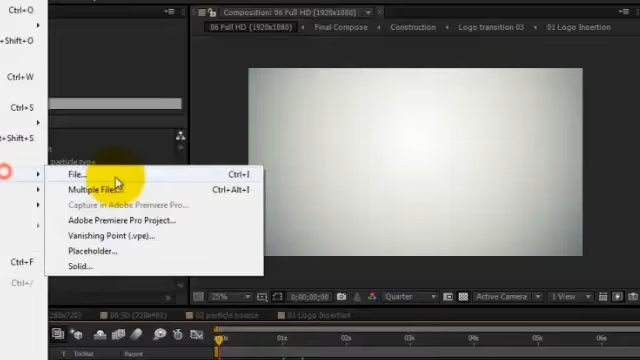 Ctrl+O
+Shift+O
Ctrl+W
Ctrl+S
+Shift+S
Ctrl+F
Ctrl+/
File... Ctrl+I
Multiple Files... Ctrl+Alt+I
Capture in Adobe Premiere Pro...
Adobe Premiere Pro Project...
Vanishing Point (.vpe)...
Placeholder...
Solid...
particle type
Composition: 06 Full HD (1920x1080)
06 Full HD (1920x1080) Final Compose Construction Logo transition 03 01 Logo Insertion
25% 0;00;00;00 Quarter Active Camera 1 View
(1280x720) 06 SD (720x480) 02 particle source 01 Logo Insertion
01s 02s 03s 04s 05s 06s
T TrkMat Parent